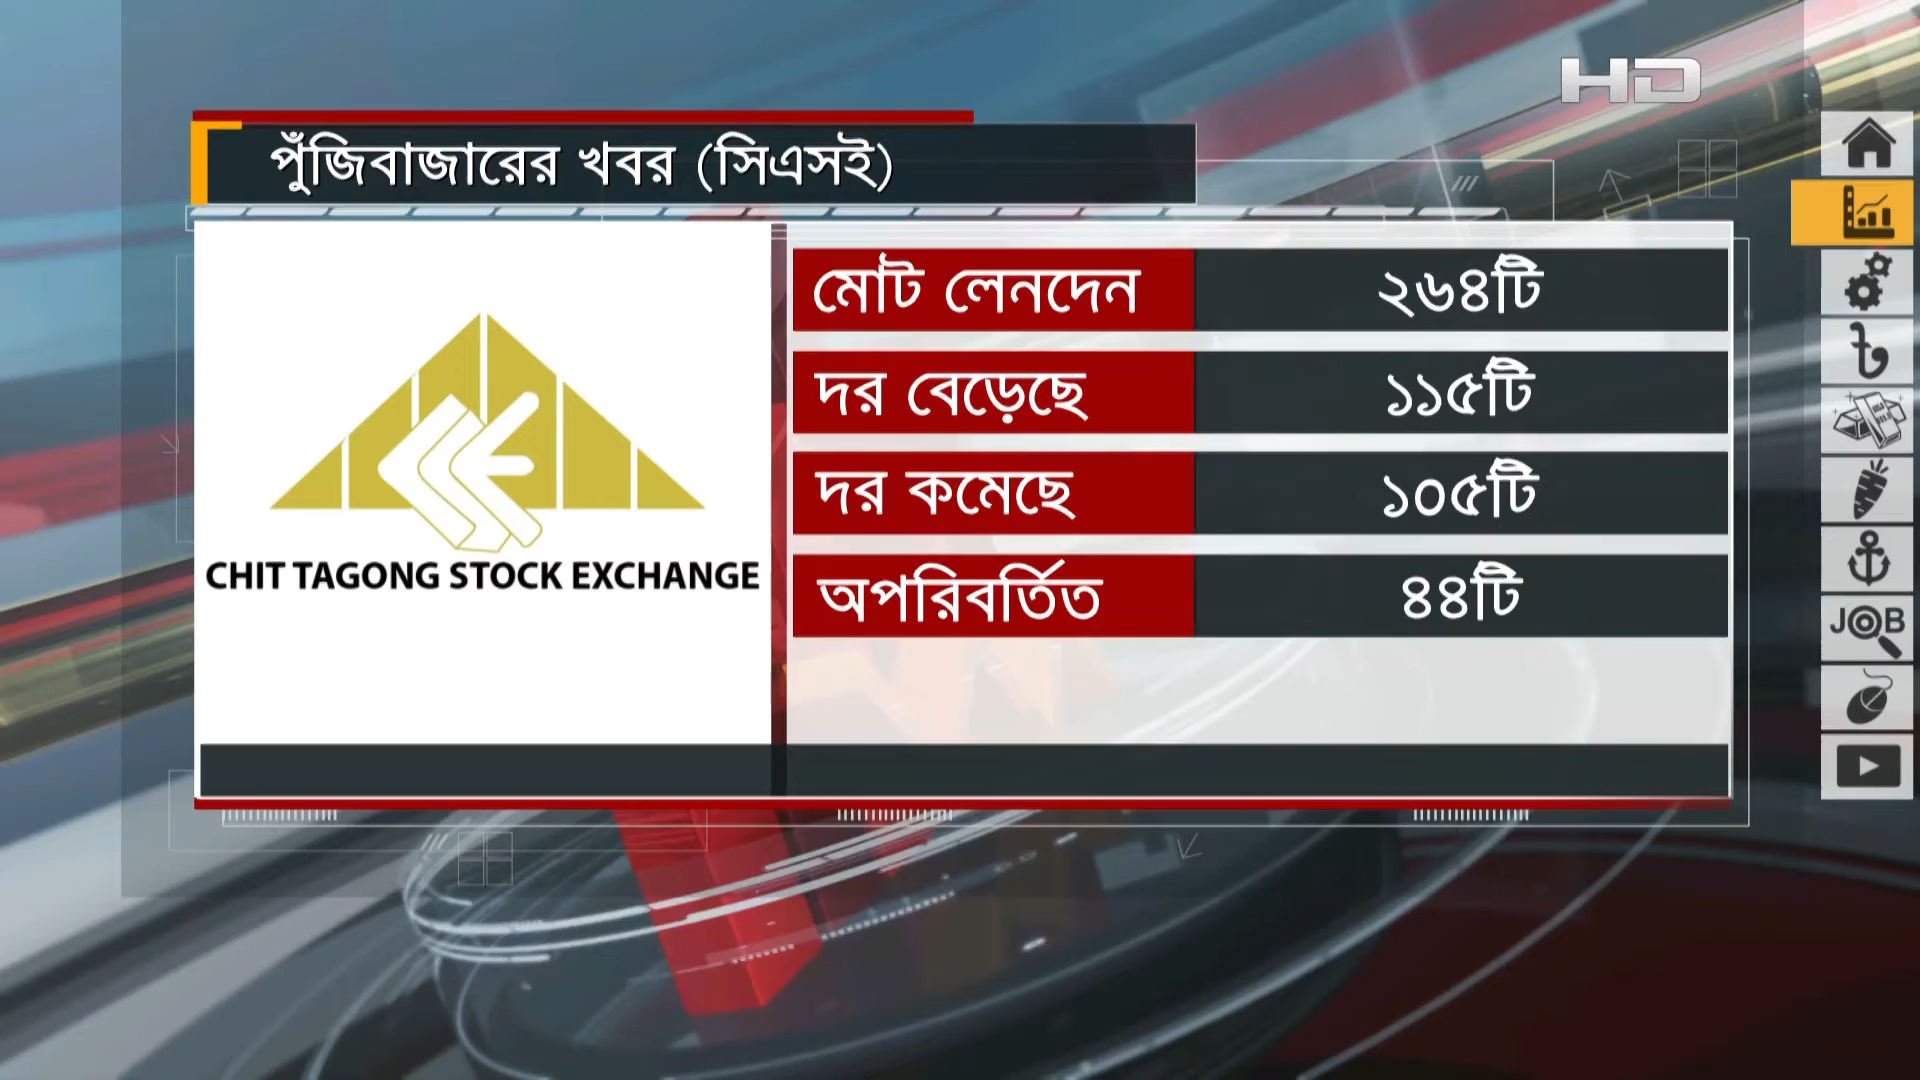 HD
পুঁজিবাজারের খবর (সিএসই)
মোট লেনদেন ২৬৪টি
দর বেড়েছে ১১৫টি
দর কমেছে ১০৫টি
অপরিবর্তিত ৪৪টি
CHIT TAGONG STOCK EXCHANGE
৳
JOB